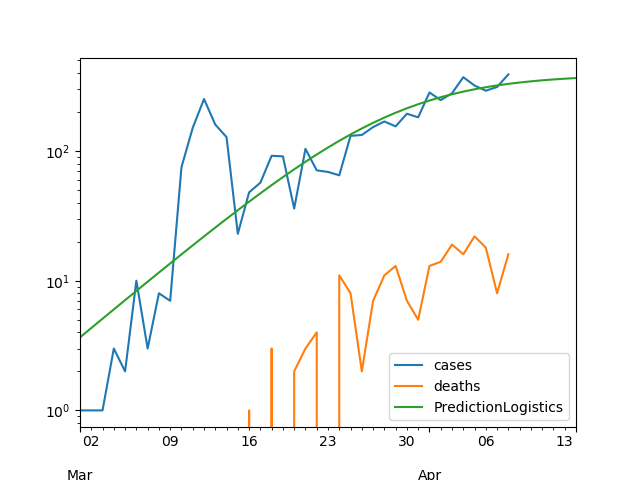 10²
10¹
10⁰
cases
deaths
PredictionLogistics
02 09 16 23 30 06 13
Mar Apr